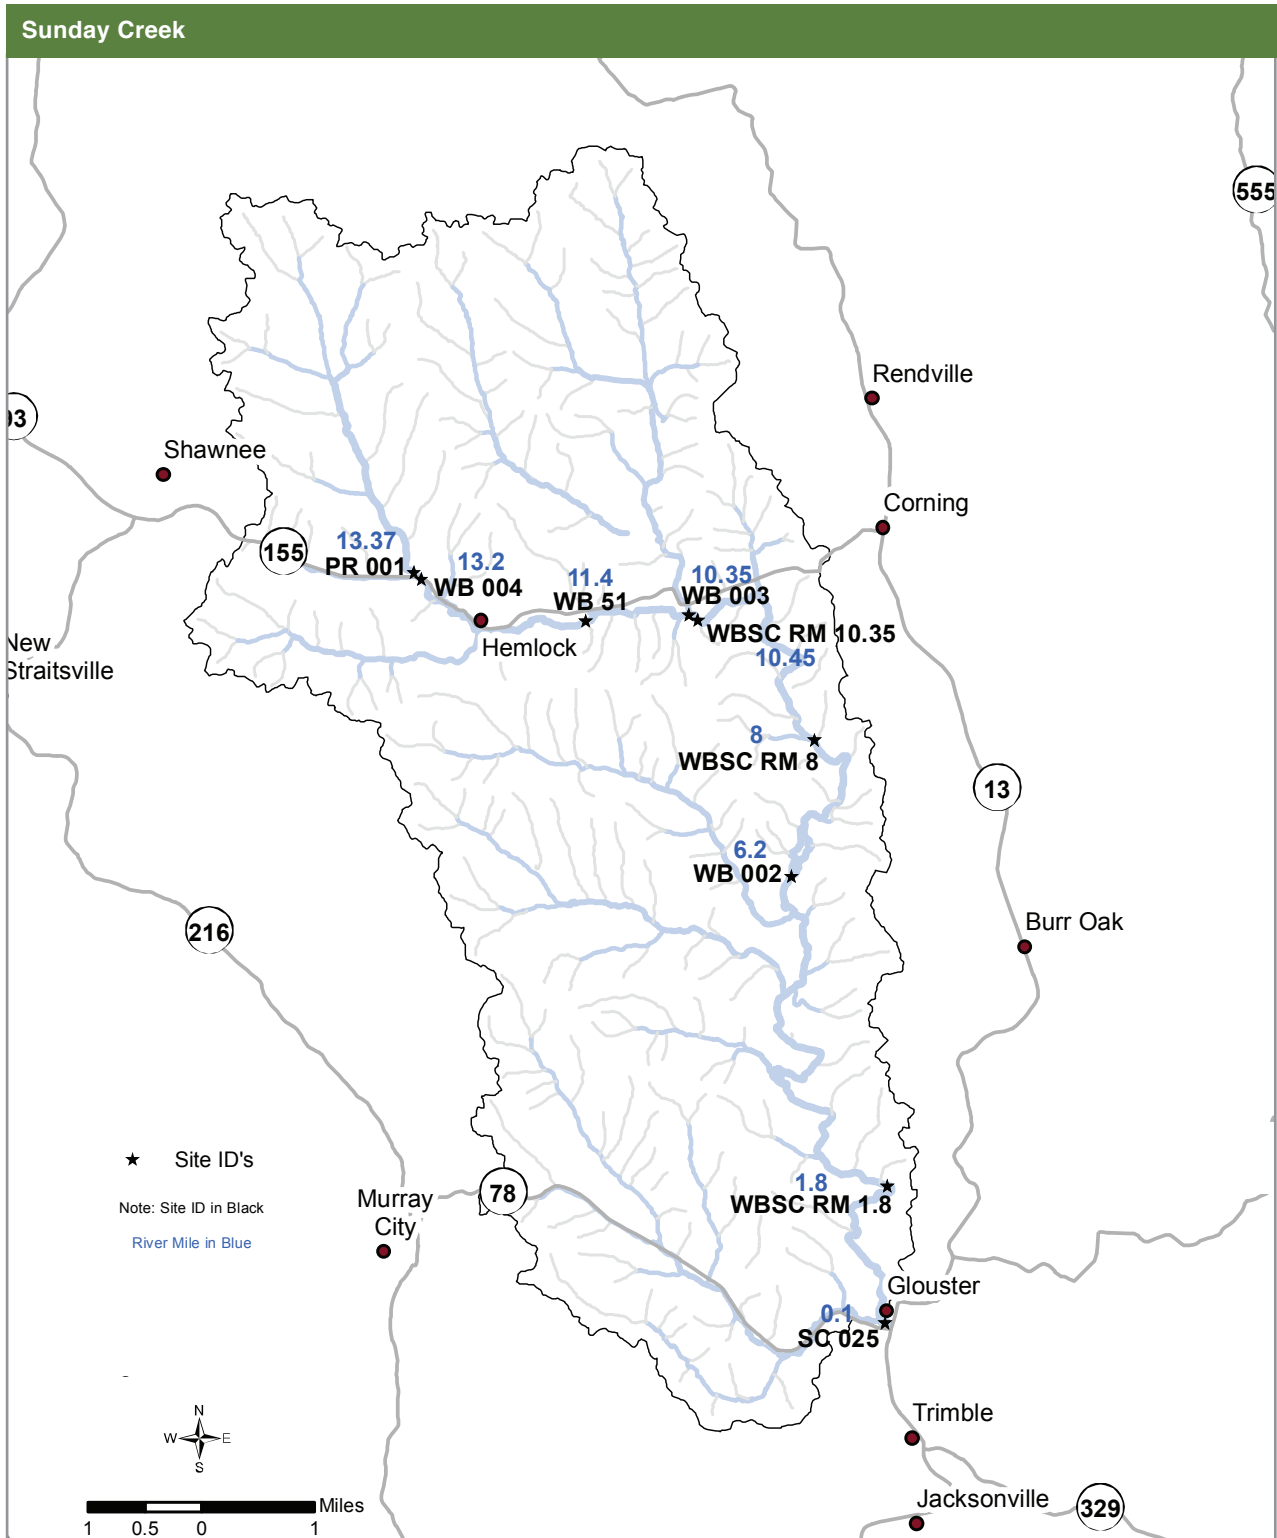 Sunday Creek
555
Rendville
93
Shawnee
Corning
155
13.37
PR 001
13.2
WB 004
11.4
WB 51
10.35
WB 003
WBSC RM 10.35
10.45
Hemlock
New
Straitsville
8
WBSC RM 8
13
6.2
WB 002
216
Burr Oak
Site ID's
Note: Site ID in Black
River Mile in Blue
Murray
City
78
1.8
WBSC RM 1.8
Glouster
0.1
SC 025
N
W E
S
Trimble
Miles
1 0.5 0 1
Jacksonville
329